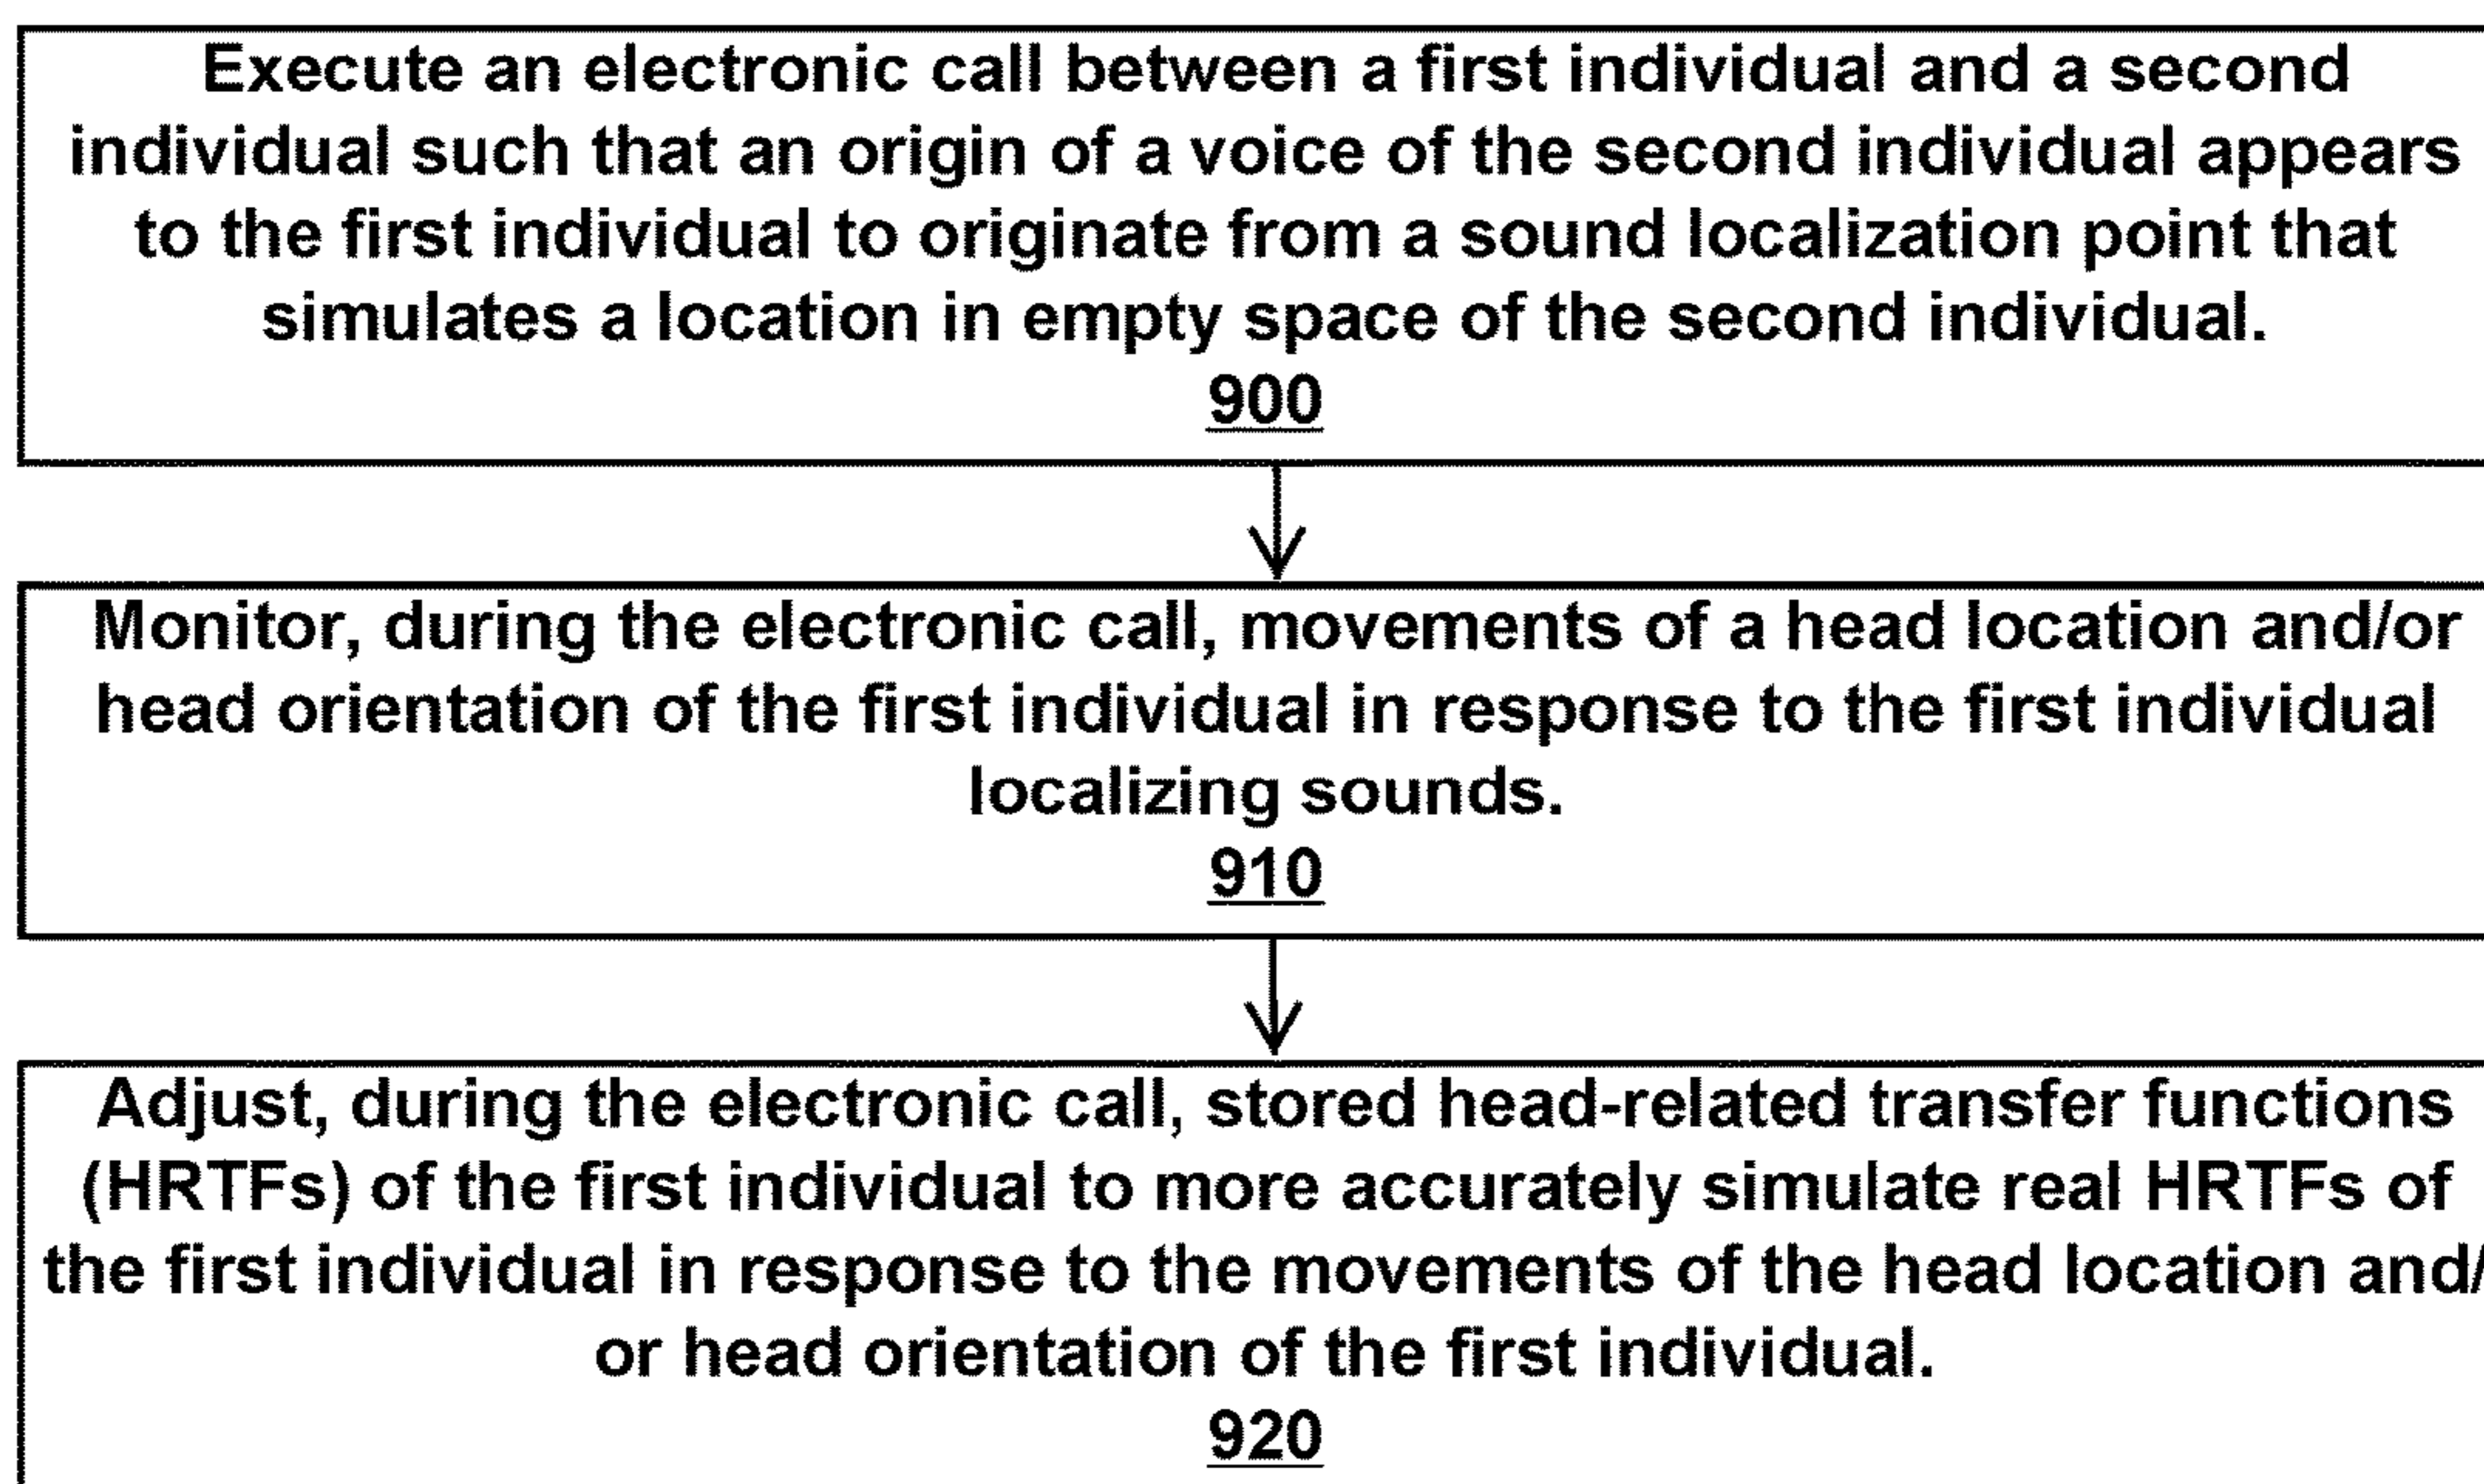 Execute an electronic call between a first individual and a second
individual such that an origin of a voice of the second individual appears
to the first individual to originate from a sound localization point that
simulates a location in empty space of the second individual.
900
Monitor, during the electronic call, movements of a head location and/or
head orientation of the first individual in response to the first individual
localizing sounds.
910
Adjust, during the electronic call, stored head-related transfer functions
(HRTFs) of the first individual to more accurately simulate real HRTFs of
the first individual in response to the movements of the head location and/
or head orientation of the first individual.
920